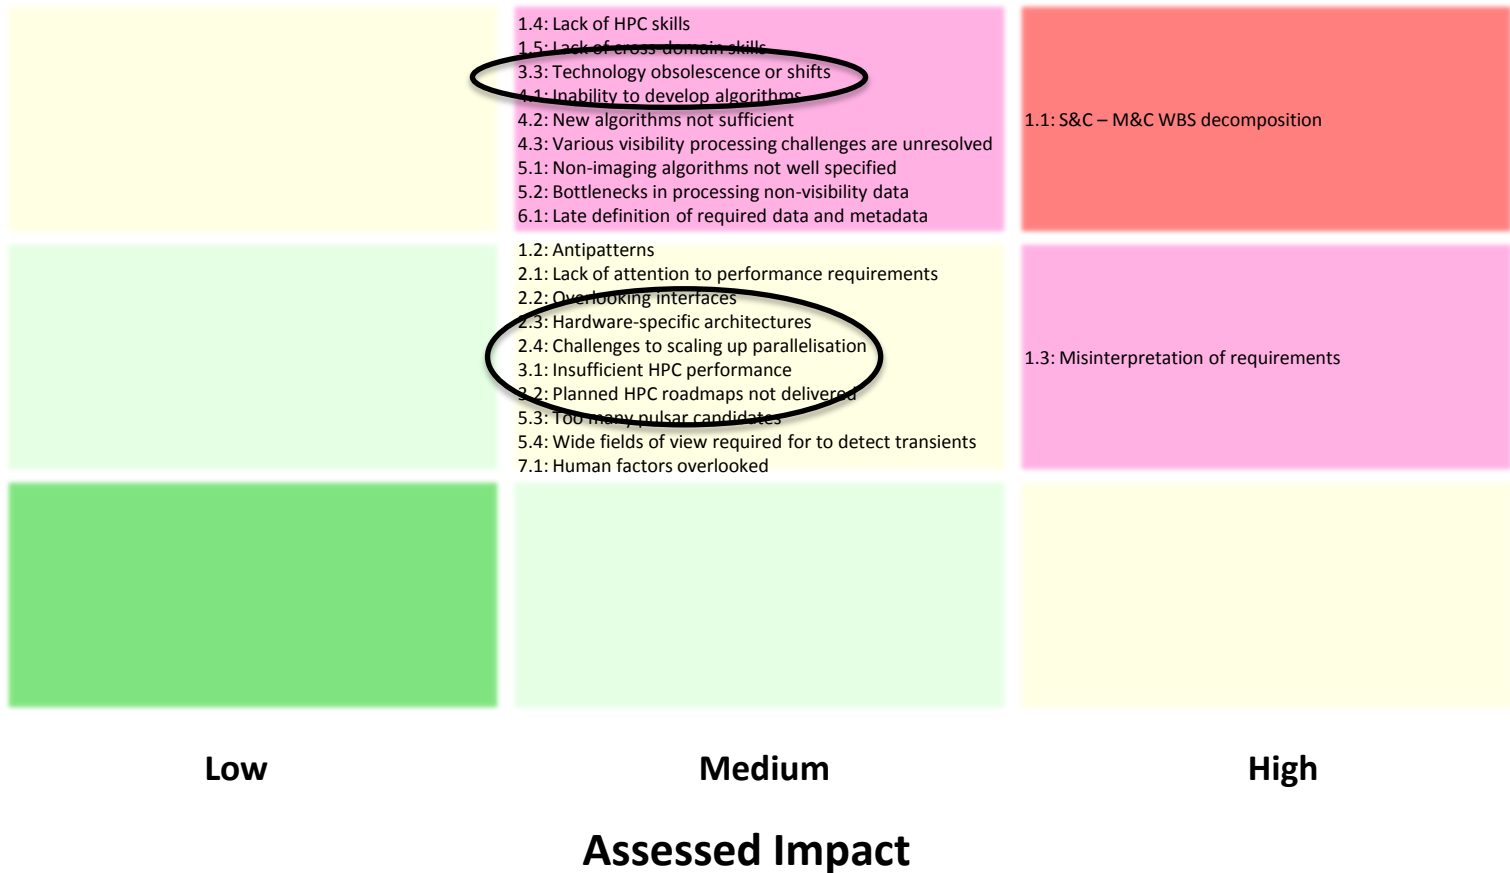 1.4: Lack of HPC skills
1.5: Lack of cross-domain skills
3.3: Technology obsolescence or shifts
4.1: Inability to develop algorithms
4.2: New algorithms not sufficient
4.3: Various visibility processing challenges are unresolved
5.1: Non-imaging algorithms not well specified
5.2: Bottlenecks in processing non-visibility data
6.1: Late definition of required data and metadata
1.1: S&C – M&C WBS decomposition
1.2: Antipatterns
2.1: Lack of attention to performance requirements
2.2: Overlooking interfaces
2.3: Hardware-specific architectures
2.4: Challenges to scaling up parallelisation
3.1: Insufficient HPC performance
3.2: Planned HPC roadmaps not delivered
5.3: Too many pulsar candidates
5.4: Wide fields of view required for to detect transients
7.1: Human factors overlooked
1.3: Misinterpretation of requirements
Low
Medium
High
Assessed Impact